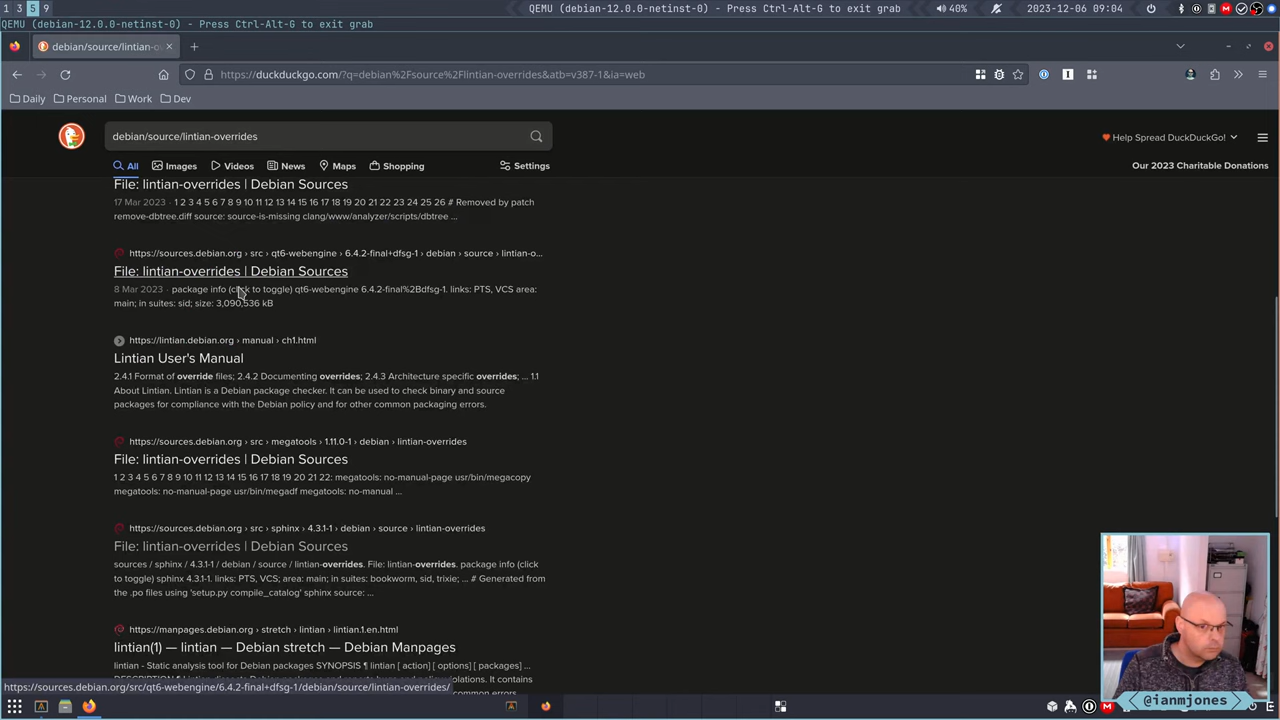 1 2 3 5 9
QEMU (debian-12.0.0-netinst-0) - Press Ctrl-Alt-G to exit grab
40%
2023-12-06 09:04
QEMU (debian-12.0.0-netinst-0) - Press Ctrl-Alt-G to exit grab
debian/source/lintian-ov
https://duckduckgo.com/?q=debian%2Fsource%2Flintian-overrides&atb=v387-1&ia=web
Daily
Personal
Work
Dev
debian/source/lintian-overrides
Help Spread DuckDuckGo!
All
Images
Videos
News
Maps
Shopping
Settings
Our 2023 Charitable Donations
File: lintian-overrides | Debian Sources
17 Mar 2023 · 1 2 3 4 5 6 7 8 9 10 11 12 13 14 15 16 17 18 19 20 21 22 23 24 25 26 # Removed by patch
remove-dbtree.diff source: source-is-missing clang/www/analyzer/scripts/dbtree ...
https://sources.debian.org › src › qt6-webengine › 6.4.2-final+dfsg-1 › debian › source › lintian-o...
File: lintian-overrides | Debian Sources
8 Mar 2023 · package info (click to toggle) qt6-webengine 6.4.2-final%2Bdfsg-1. links: PTS, VCS area:
main; in suites: sid; size: 3,090,536 kB
https://lintian.debian.org › manual › ch1.html
Lintian User's Manual
2.4.1 Format of override files; 2.4.2 Documenting overrides; 2.4.3 Architecture specific overrides; ... 1.1
About Lintian. Lintian is a Debian package checker. It can be used to check binary and source
packages for compliance with the Debian policy and for other common packaging errors.
https://sources.debian.org › src › megatools › 1.11.0-1 › debian › lintian-overrides
File: lintian-overrides | Debian Sources
1 2 3 4 5 6 7 8 9 10 11 12 13 14 15 16 17 18 19 20 21 22: megatools: no-manual-page usr/bin/megacopy
megatools: no-manual-page usr/bin/megadf megatools: no-manual ...
https://sources.debian.org › src › sphinx › 4.3.1-1 › debian › source › lintian-overrides
File: lintian-overrides | Debian Sources
sources / sphinx / 4.3.1-1 / debian / source / lintian-overrides. File: lintian-overrides. package info (click
to toggle) sphinx 4.3.1-1. links: PTS, VCS; area: main; in suites: bookworm, sid, trixie; ... # Generated from
the .po files using 'setup.py compile_catalog' sphinx source: ...
https://manpages.debian.org › stretch › lintian › lintian.1.en.html
lintian(1) — lintian — Debian stretch — Debian Manpages
lintian - Static analysis tool for Debian packages SYNOPSIS ¶ lintian [ action] [ options] [ packages] ...
https://sources.debian.org/src/qt6-webengine/6.4.2-final+dfsg-1/debian/source/lintian-overrides/
@ianmjones